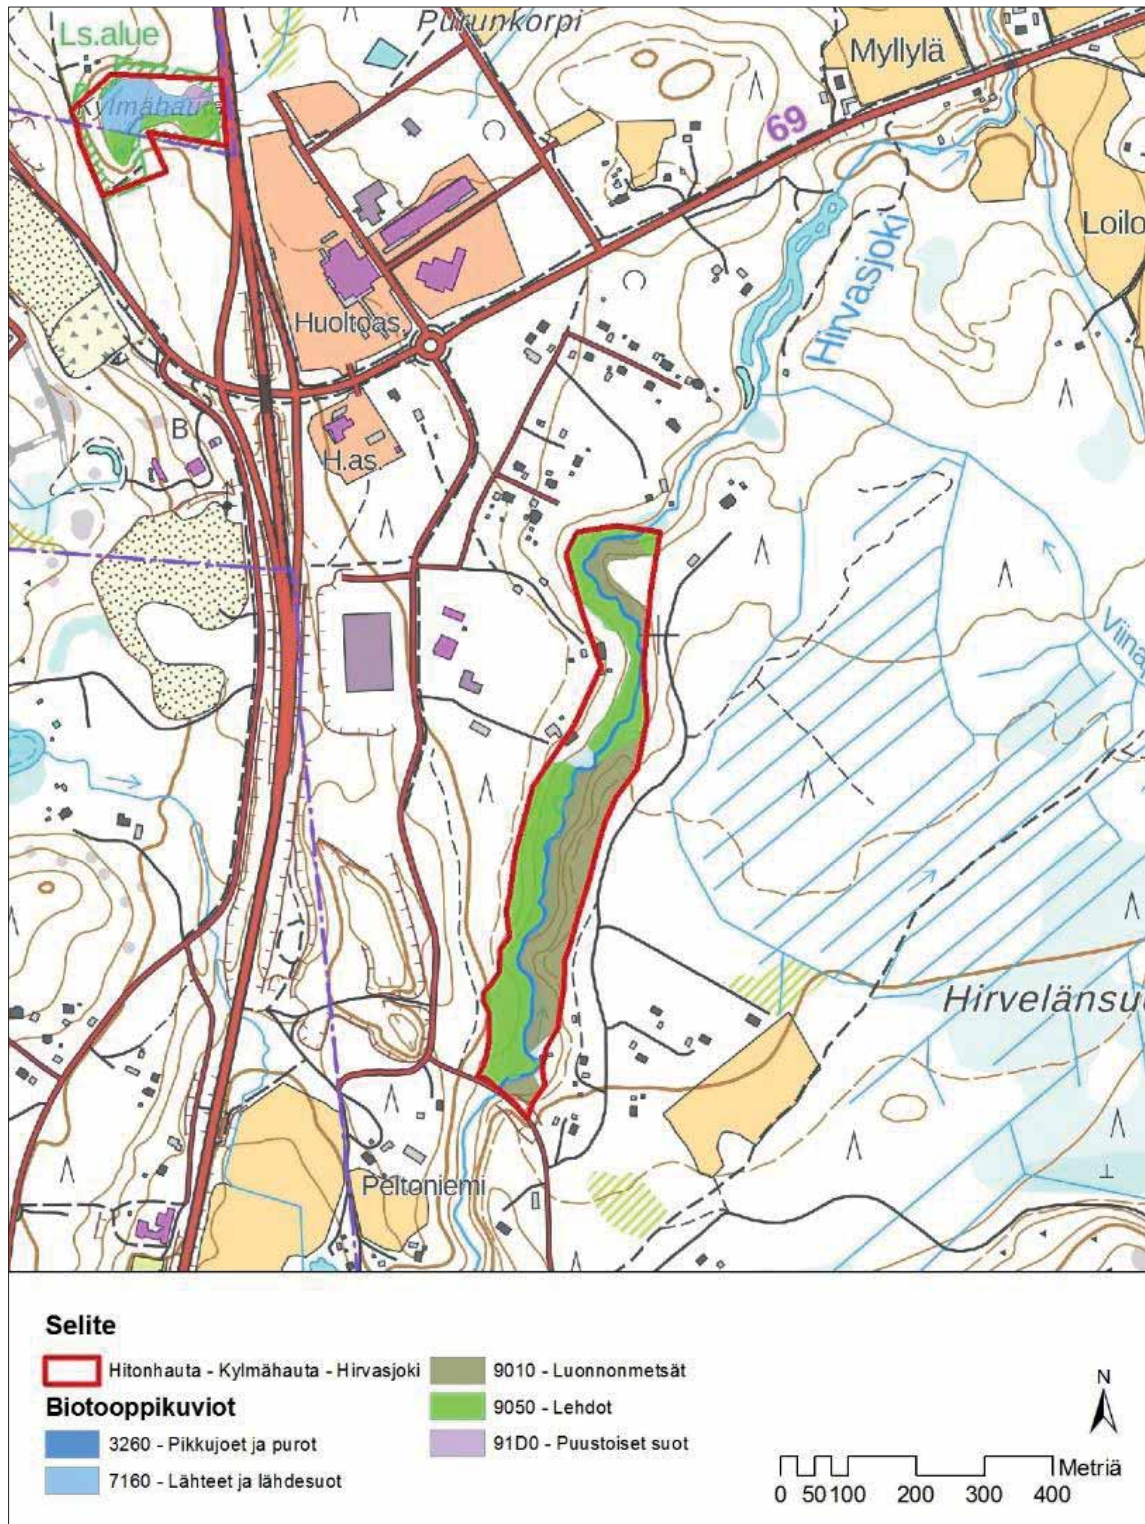 Purunkorpi
Ls.alue
Myllylä
Kylmähauta
69
Loilo
Hirvasjoki
Huoltoas.
B
H.as.
Viina
Hirvelänsuo
Peltoniemi
Selite
Hitonhauta - Kylmähauta - Hirvasjoki
Biotooppikuviot
3260 - Pikkujoet ja purot
7160 - Lähteet ja lähdesuot
9010 - Luonnonmetsät
9050 - Lehdot
91D0 - Puustoiset suot
N
Metriä
0 50 100 200 300 400